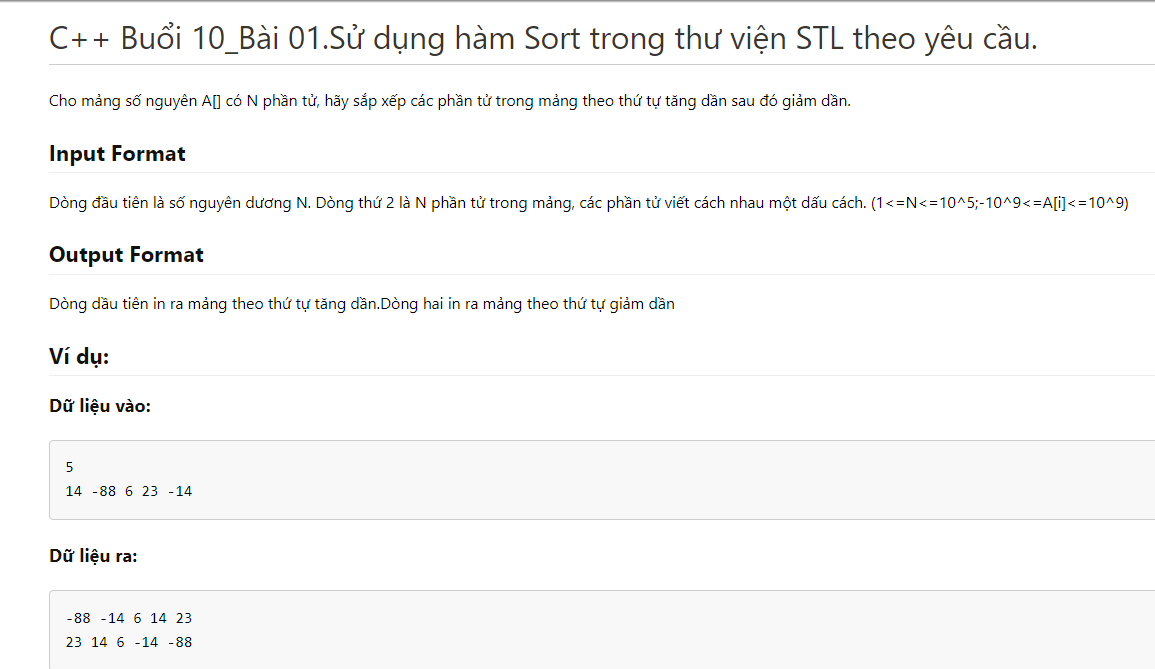 C++ Buổi 10_Bài 01.Sử dụng hàm Sort trong thư viện STL theo yêu cầu.
Cho mảng số nguyên A[] có N phần tử, hãy sắp xếp các phần tử trong mảng theo thứ tự tăng dần sau đó giảm dần.
Input Format
Dòng đầu tiên là số nguyên dương N. Dòng thứ 2 là N phần tử trong mảng, các phần tử viết cách nhau một dấu cách. (1<=N<=10^5;-10^9<=A[i]<=10^9)
Output Format
Dòng dầu tiên in ra mảng theo thứ tự tăng dần.Dòng hai in ra mảng theo thứ tự giảm dần
Ví dụ:
Dữ liệu vào:
5
14 -88 6 23 -14
Dữ liệu ra:
-88 -14 6 14 23
23 14 6 -14 -88